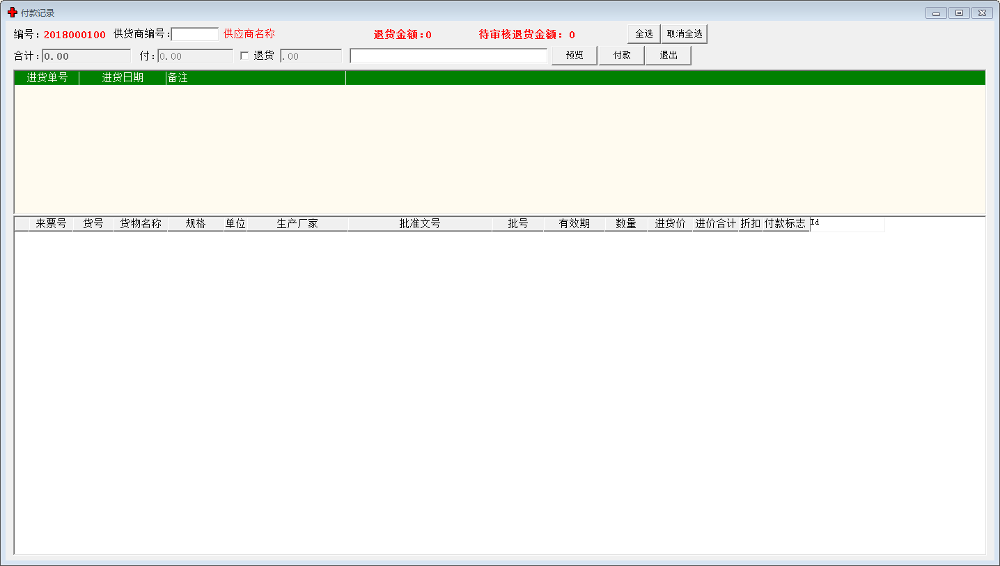 付款记录
编号: 2018000100 供货商编号: 供应商名称 退货金额:0 待审核退货金额: 0 全选 取消全选
合计: 0.00 付: 0.00 退货 .00 预览 付款 退出
进货单号 进货日期 备注
来票号 货号 货物名称 规格 单位 生产厂家 批准文号 批号 有效期 数量 进货价 进价合计 折扣 付款标志 Id